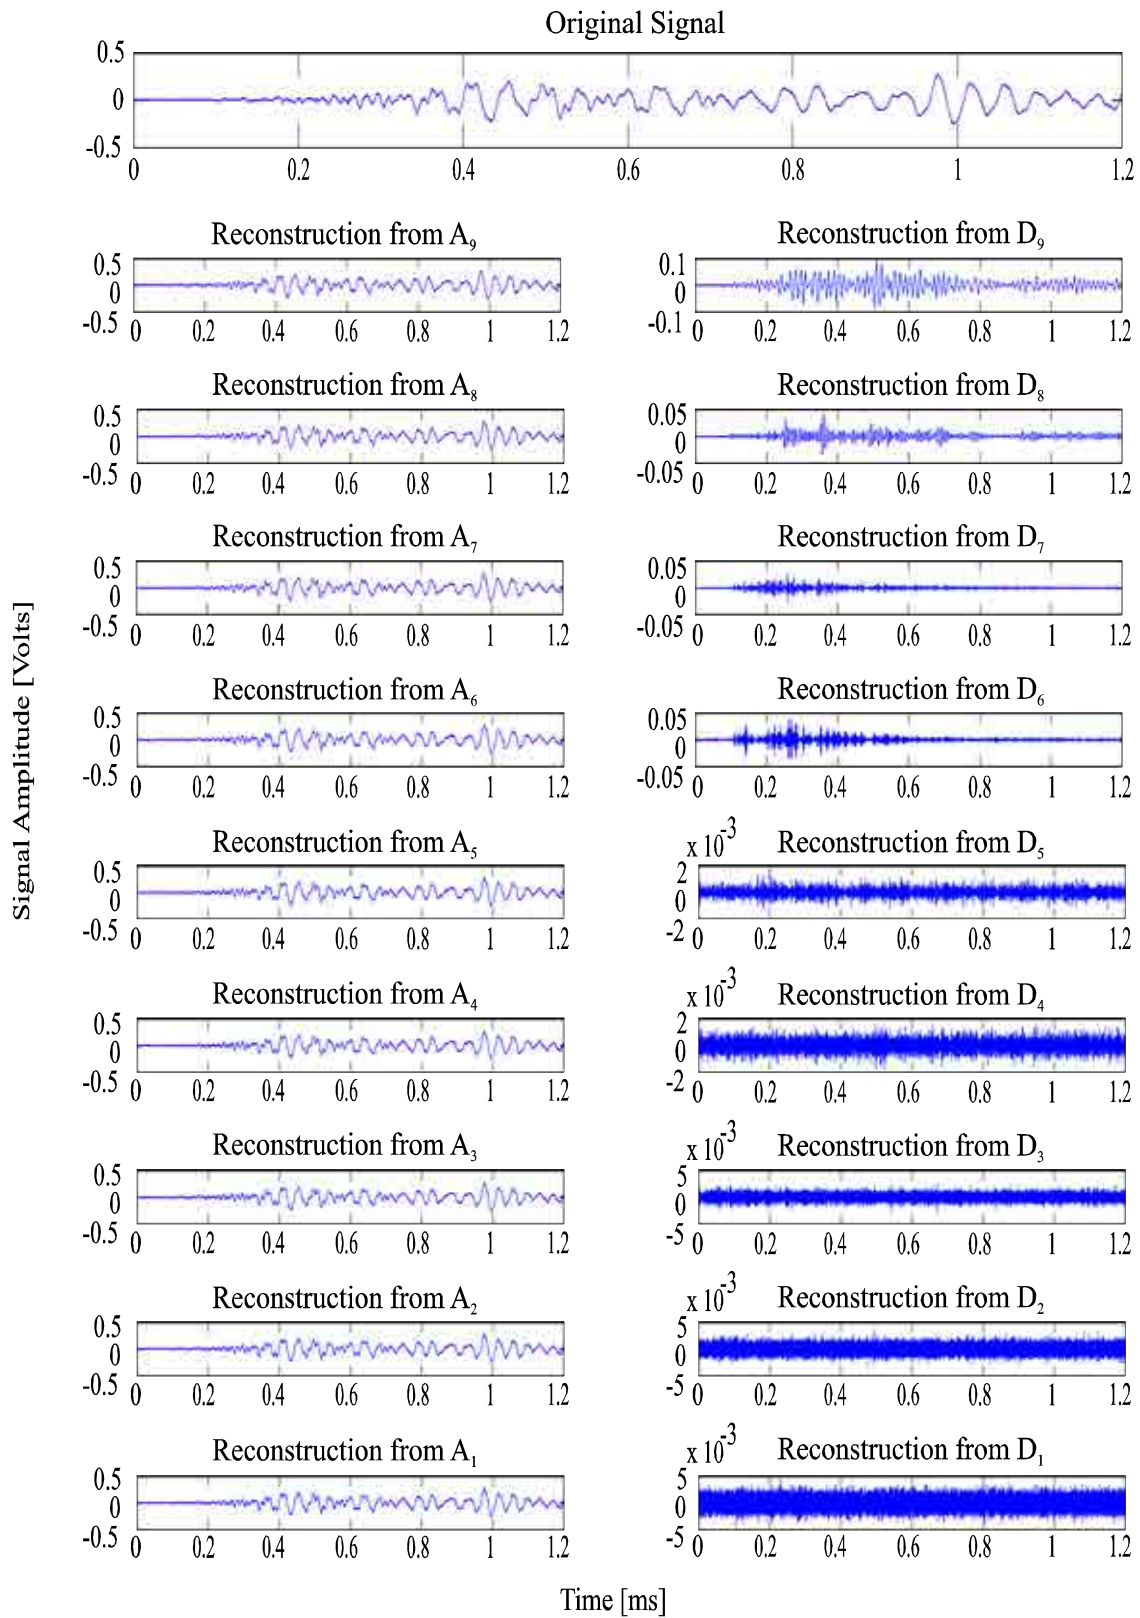 Original Signal
0.5
0
-0.5
0 0.2 0.4 0.6 0.8 1 1.2
Reconstruction from A9 Reconstruction from D9
0.5 0.1
0 0
-0.5 -0.1
0 0.2 0.4 0.6 0.8 1 1.2 0 0.2 0.4 0.6 0.8 1 1.2
Reconstruction from A8 Reconstruction from D8
0.5 0.05
0 0
-0.5 -0.05
0 0.2 0.4 0.6 0.8 1 1.2 0 0.2 0.4 0.6 0.8 1 1.2
Reconstruction from A7 Reconstruction from D7
0.5 0.05
0 0
-0.5 -0.05
0 0.2 0.4 0.6 0.8 1 1.2 0 0.2 0.4 0.6 0.8 1 1.2
Signal Amplitude [Volts]
Reconstruction from A6 Reconstruction from D6
0.5 0.05
0 0
-0.5 -0.05
0 0.2 0.4 0.6 0.8 1 1.2 0 0.2 0.4 0.6 0.8 1 1.2
Reconstruction from A5 x 10-3 Reconstruction from D5
0.5 2
0 0
-0.5 -2
0 0.2 0.4 0.6 0.8 1 1.2 0 0.2 0.4 0.6 0.8 1 1.2
Reconstruction from A4 x 10-3 Reconstruction from D4
0.5 2
0 0
-0.5 -2
0 0.2 0.4 0.6 0.8 1 1.2 0 0.2 0.4 0.6 0.8 1 1.2
Reconstruction from A3 x 10-3 Reconstruction from D3
0.5 5
0 0
-0.5 -5
0 0.2 0.4 0.6 0.8 1 1.2 0 0.2 0.4 0.6 0.8 1 1.2
Reconstruction from A2 x 10-3 Reconstruction from D2
0.5 5
0 0
-0.5 -5
0 0.2 0.4 0.6 0.8 1 1.2 0 0.2 0.4 0.6 0.8 1 1.2
Reconstruction from A1 x 10-3 Reconstruction from D1
0.5 5
0 0
-0.5 -5
0 0.2 0.4 0.6 0.8 1 1.2 0 0.2 0.4 0.6 0.8 1 1.2
Time [ms]